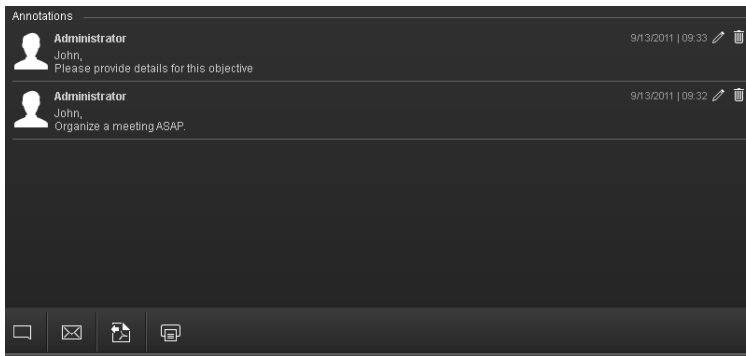 Annotations
Administrator 9/13/2011 | 09:33
John,
Please provide details for this objective
Administrator 9/13/2011 | 09:32
John,
Organize a meeting ASAP.